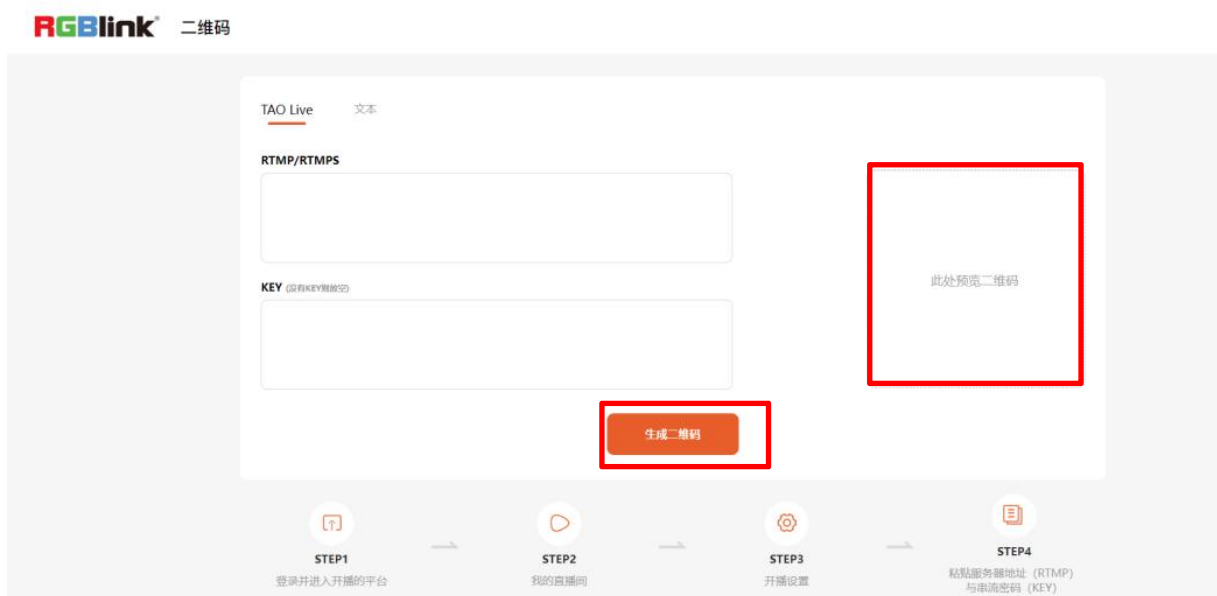 RGBlink® 二维码
TAO Live 文本
RTMP/RTMPS
此处预览二维码
KEY (没有KEY则放空)
生成二维码
STEP1
登录并进入开播的平台
STEP2
我的直播间
STEP3
开播设置
STEP4
粘贴服务器地址 (RTMP)
与串流密码 (KEY)